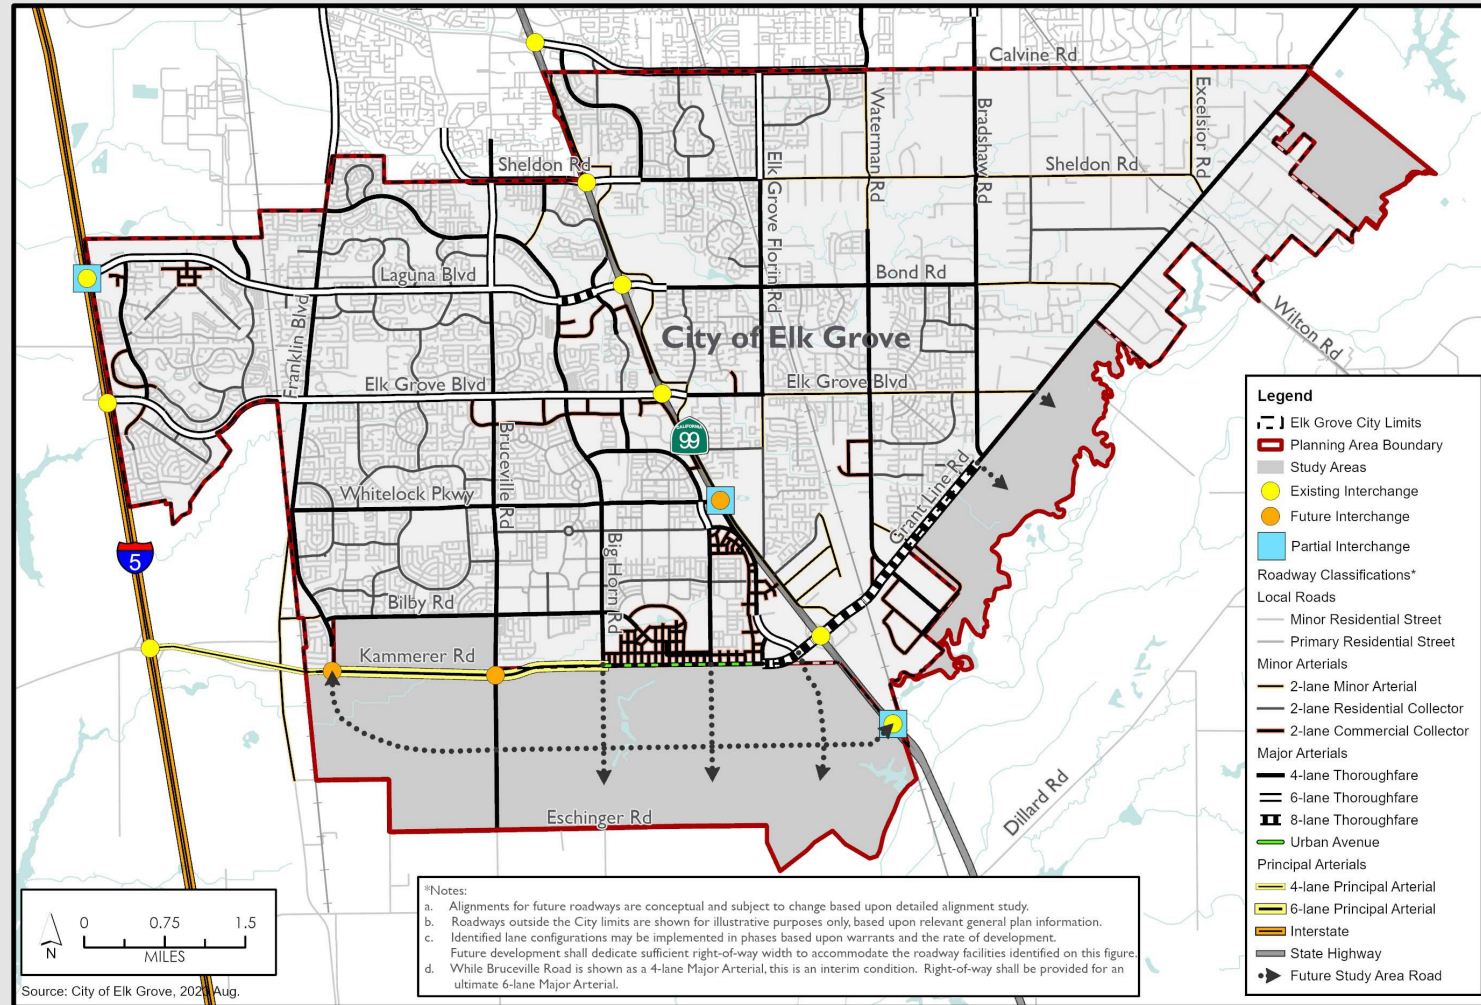 Calvine Rd
Sheldon Rd
Elk Grove Florin Rd
Waterman Rd
Bradshaw Rd
Sheldon Rd
Excelsior Rd
Laguna Blvd
Franklin Blvd
Bond Rd
City of Elk Grove
Wilton Rd
Elk Grove Blvd
Elk Grove Blvd
CALIFORNIA
99
Bruceville Rd
Whitelock Pkwy
Grant Line Rd
Big Horn Rd
5
Bilby Rd
Kammerer Rd
Eschinger Rd
Dillard Rd
Legend
Elk Grove City Limits
Planning Area Boundary
Study Areas
Existing Interchange
Future Interchange
Partial Interchange
Roadway Classifications*
Local Roads
Minor Residential Street
Primary Residential Street
Minor Arterials
2-lane Minor Arterial
2-lane Residential Collector
2-lane Commercial Collector
Major Arterials
4-lane Thoroughfare
6-lane Thoroughfare
8-lane Thoroughfare
Urban Avenue
Principal Arterials
4-lane Principal Arterial
6-lane Principal Arterial
Interstate
State Highway
Future Study Area Road
N
0 0.75 1.5
MILES
Source: City of Elk Grove, Aug.
*Notes:
a. Alignments for future roadways are conceptual and subject to change based upon detailed alignment study.
b. Roadways outside the City limits are shown for illustrative purposes only, based upon relevant general plan information.
c. Identified lane configurations may be implemented in phases based upon warrants and the rate of development.
Future development shall dedicate sufficient right-of-way width to accommodate the roadway facilities identified on this figure.
d. While Bruceville Road is shown as a 4-lane Major Arterial, this is an interim condition. Right-of-way shall be provided for an
ultimate 6-lane Major Arterial.